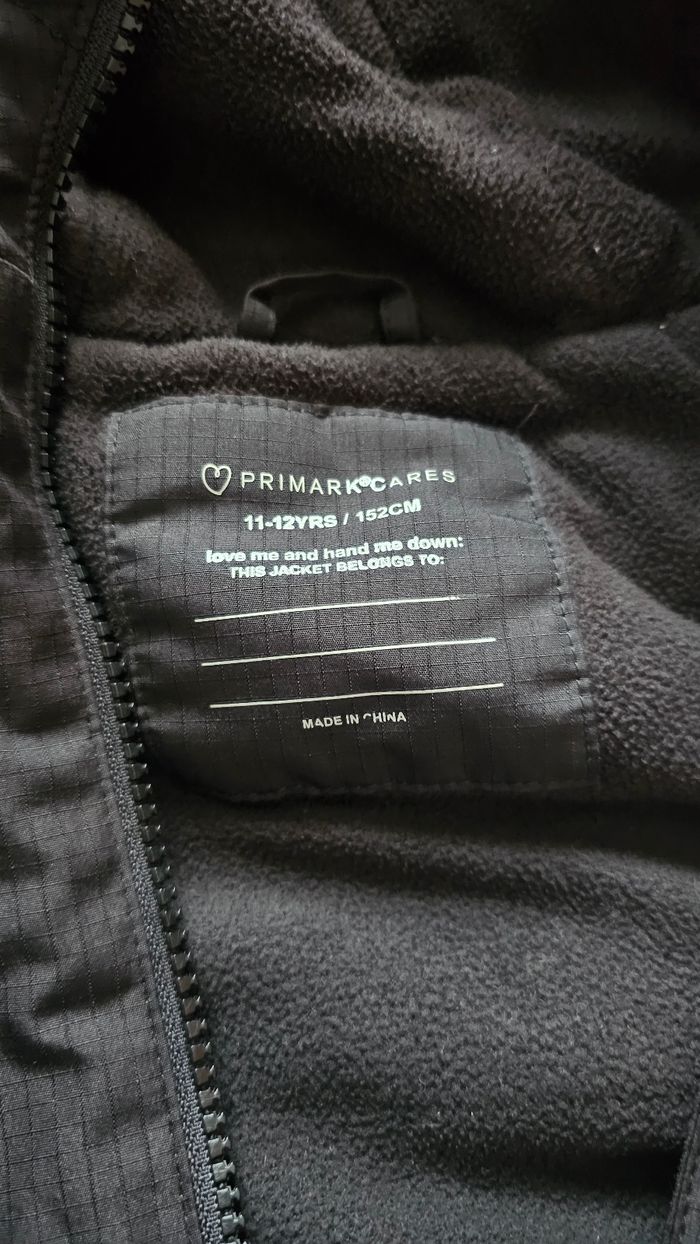 PRIMARK®CARES
11-12YRS / 152CM
love me and hand me down:
THIS JACKET BELONGS TO:
MADE IN CHINA